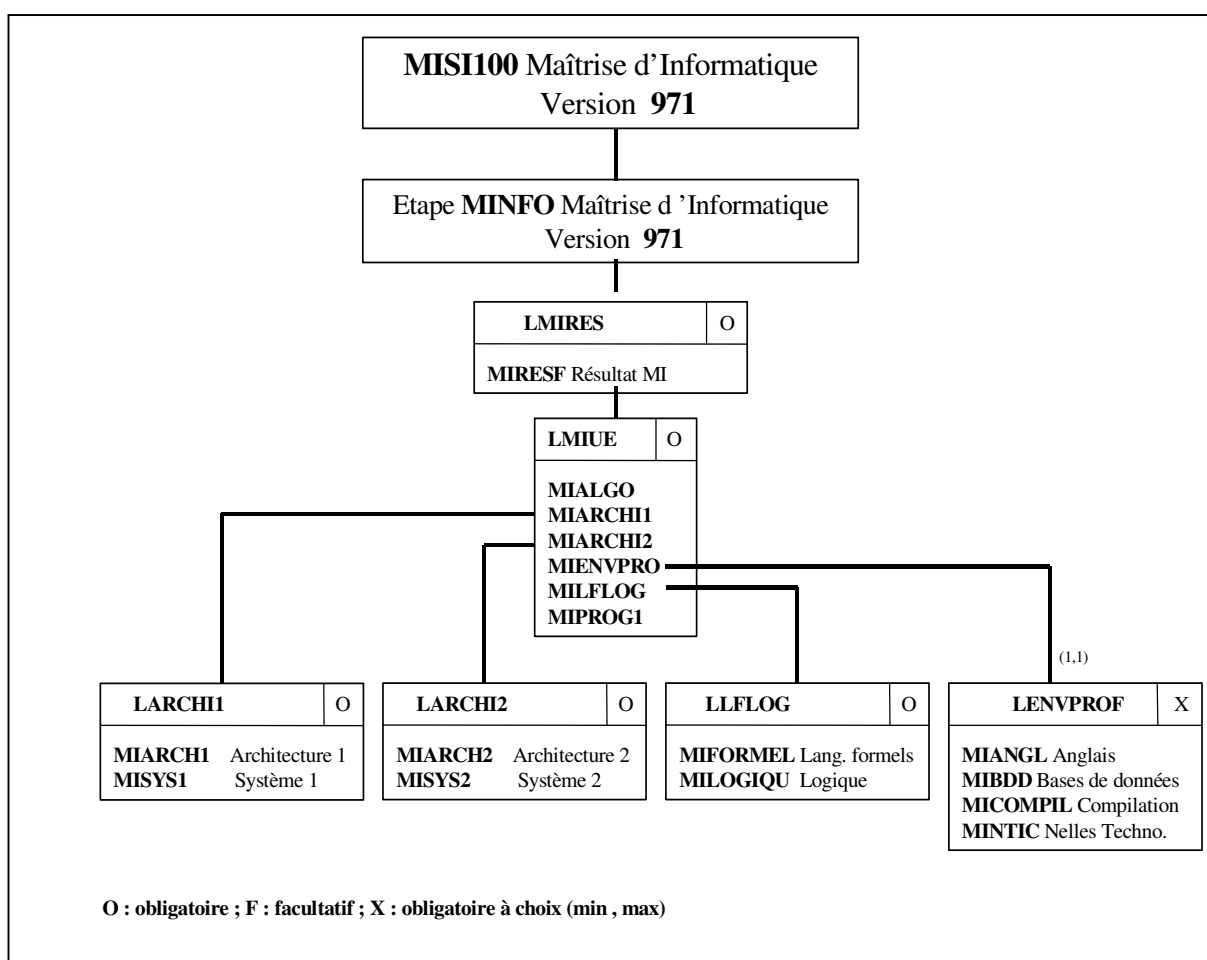 MISI100 Maîtrise d'Informatique
Version 971
Etape MINFO Maîtrise d 'Informatique
Version 971
LMIRES O
MIRESF Résultat MI
LMIUE O
MIALGO
MIARCHI1
MIARCHI2
MIENVPRO
MILFLOG
MIPROG1
(1,1)
LARCHI1 O
MIARCH1 Architecture 1
MISYS1 Système 1
LARCHI2 O
MIARCH2 Architecture 2
MISYS2 Système 2
LLFLOG O
MIFORMEL Lang. formels
MILOGIQU Logique
LENVPROF X
MIANGL Anglais
MIBDD Bases de données
MICOMPIL Compilation
MINTIC Nelles Techno.
O : obligatoire ; F : facultatif ; X : obligatoire à choix (min , max)